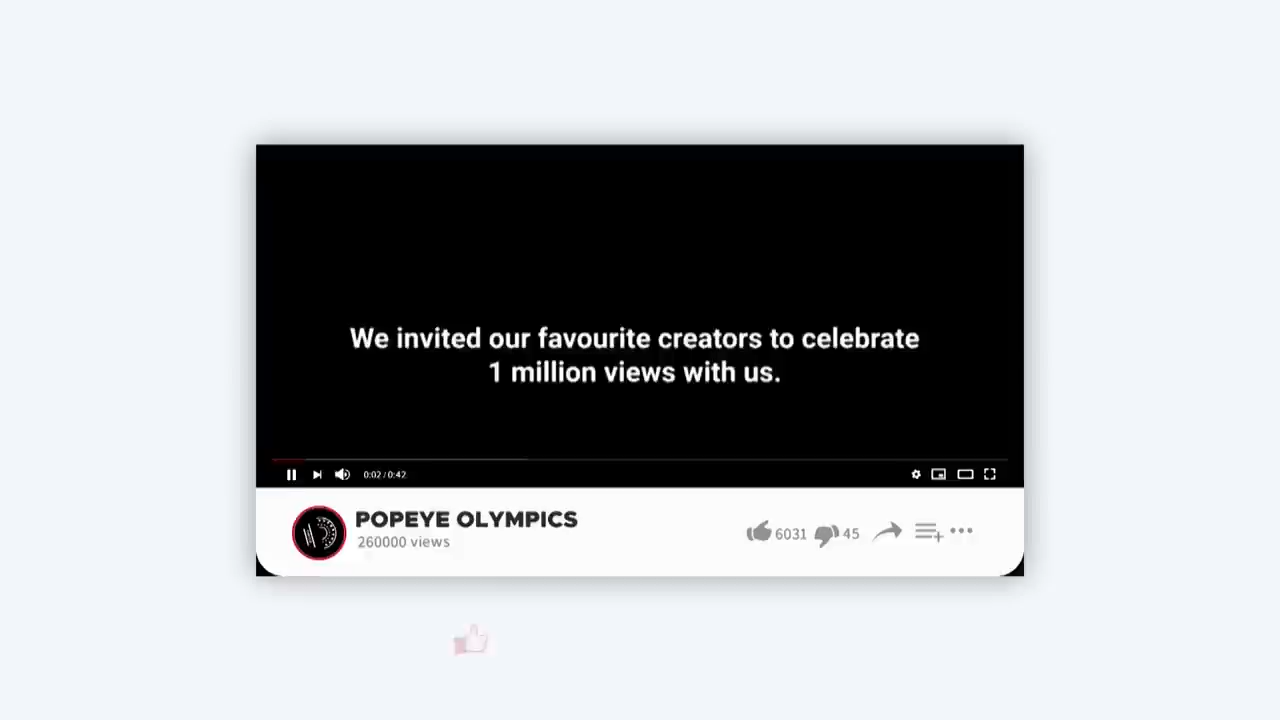 We invited our favourite creators to celebrate
1 million views with us.
0:02 / 0:42
POPEYE OLYMPICS
260000 views
6031
45